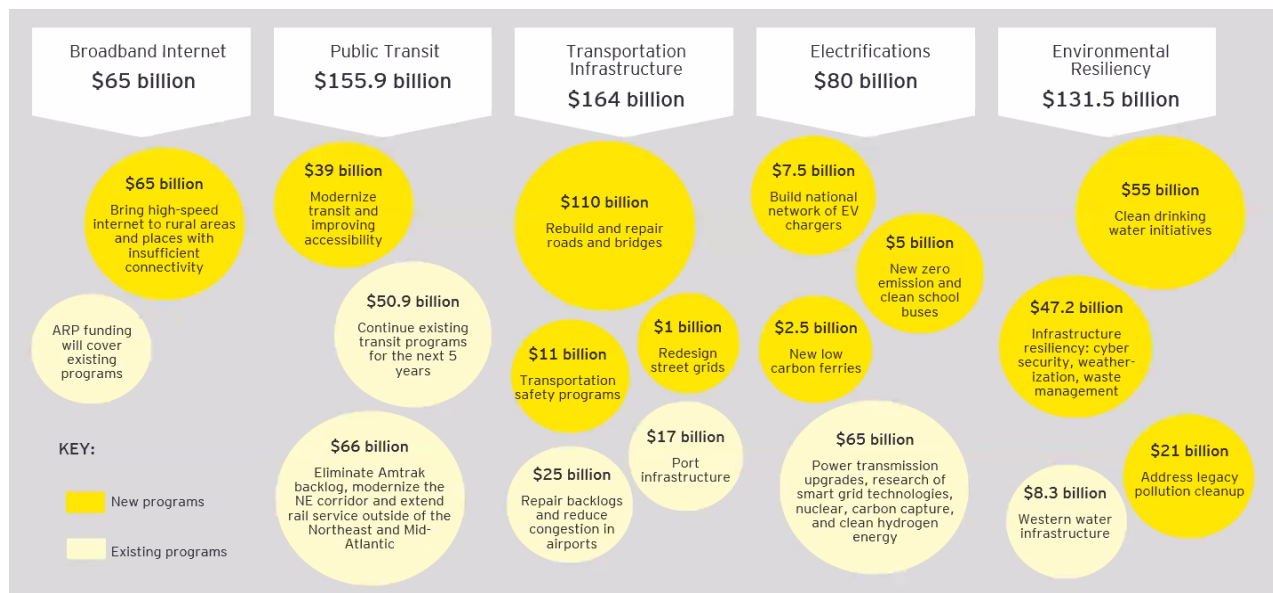 Broadband Internet
$65 billion
Public Transit
$155.9 billion
Transportation
Infrastructure
$164 billion
Electrifications
$80 billion
Environmental
Resiliency
$131.5 billion
$65 billion
Bring high-speed
internet to rural areas
and places with
insufficient
connectivity
ARP funding
will cover
existing
programs
KEY:
New programs
Existing programs
$39 billion
Modernize
transit and
improving
accessibility
$50.9 billion
Continue existing
transit programs
for the next 5
years
$66 billion
Eliminate Amtrak
backlog, modernize the
NE corridor and extend
rail service outside of the
Northeast and Mid-
Atlantic
$110 billion
Rebuild and repair
roads and bridges
$11 billion
Transportation
safety programs
$1 billion
Redesign
street grids
$17 billion
Port
infrastructure
$25 billion
Repair backlogs
and reduce
congestion in
airports
$7.5 billion
Build national
network of EV
chargers
$5 billion
New zero
emission and
clean school
buses
$2.5 billion
New low
carbon ferries
$65 billion
Power transmission
upgrades, research of
smart grid technologies,
nuclear, carbon capture,
and clean hydrogen
energy
$55 billion
Clean drinking
water initiatives
$47.2 billion
Infrastructure
resiliency: cyber
security, weather-
ization, waste
management
$21 billion
Address legacy
pollution cleanup
$8.3 billion
Western water
infrastructure